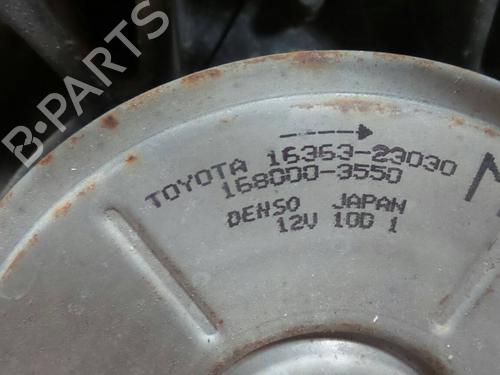 B-PARTS
TOYOTA 16363-23030
168000-3550
DENSO JAPAN
12V 10D 1